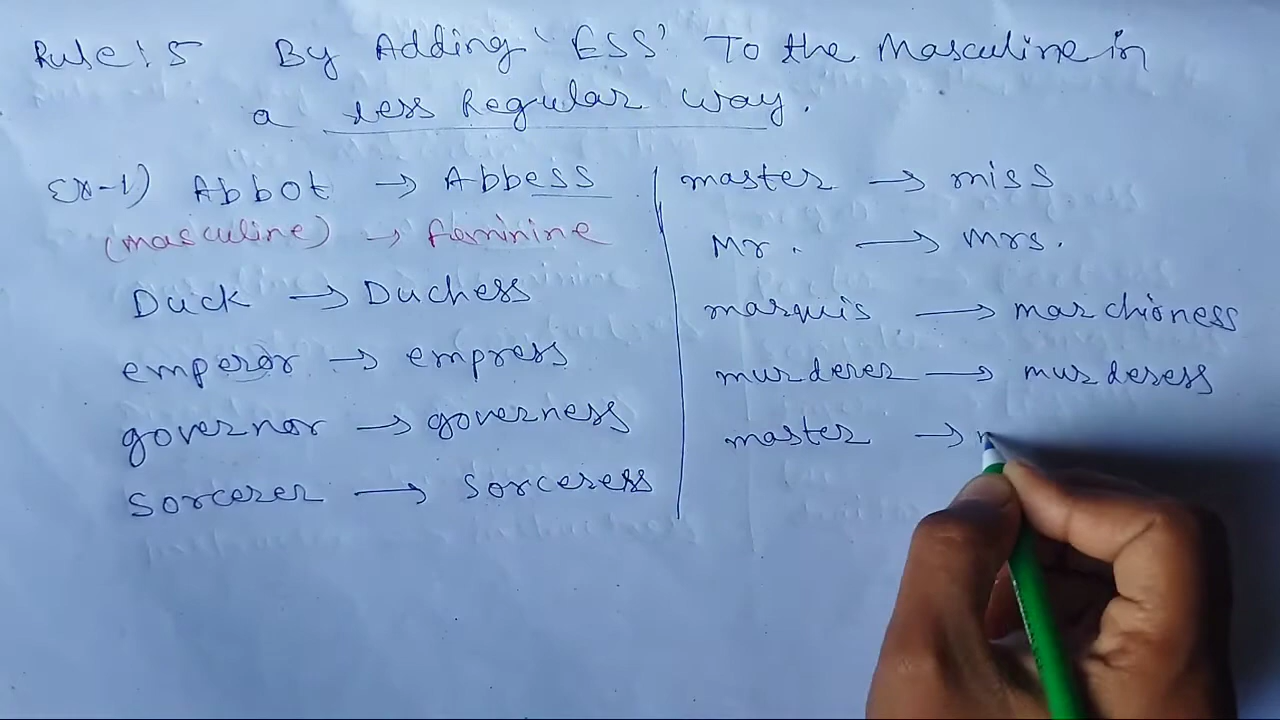 Rule: 5 By Adding 'ESS' To the Masculine in
a less Regular way.
Ex-1) Abbot → Abbess
(masculine) → feminine
Duck → Duchess
emperor → empress
governor → governess
Sorcerer → Sorceress
master → miss
Mr. → Mrs.
marquis → marchioness
murderer → murderess
master →